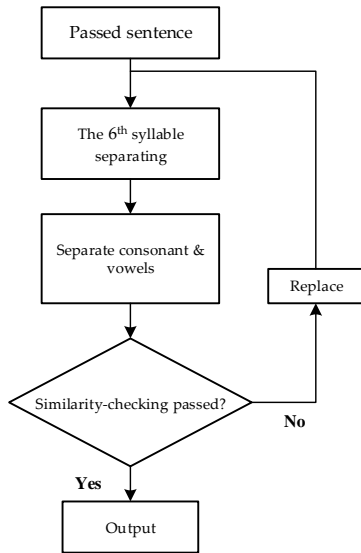 Passed sentence
The 6th syllable
separating
Separate consonant &
vowels
Replace
Similarity-checking passed?
No
Yes
Output